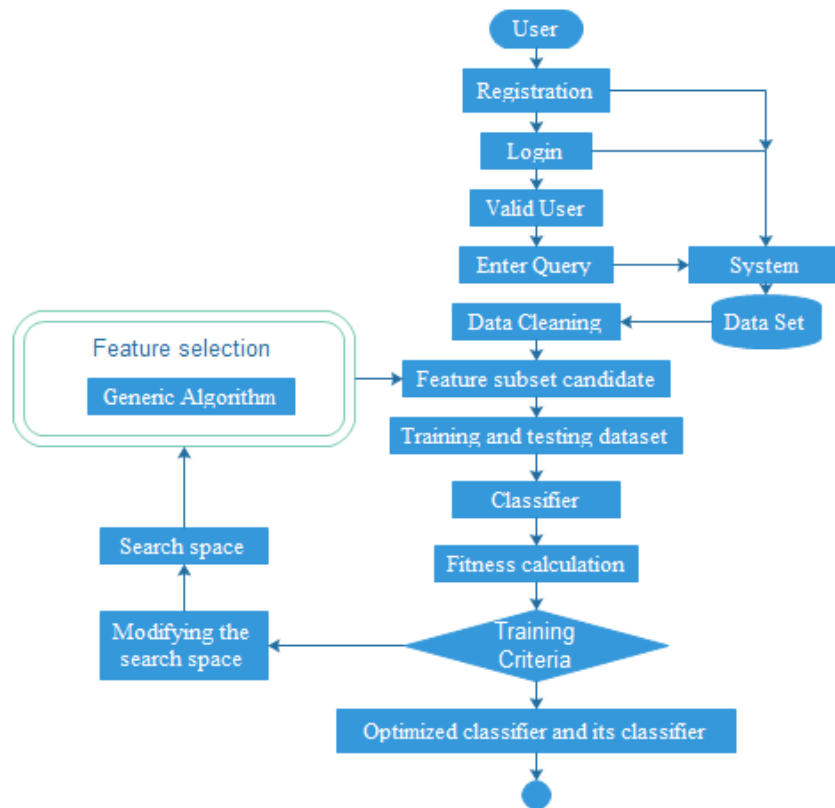 User
Registration
Login
Valid User
Enter Query
System
Data Cleaning
Data Set
Feature selection
Generic Algorithm
Feature subset candidate
Training and testing dataset
Classifier
Search space
Fitness calculation
Modifying the
search space
Training
Criteria
Optimized classifier and its classifier